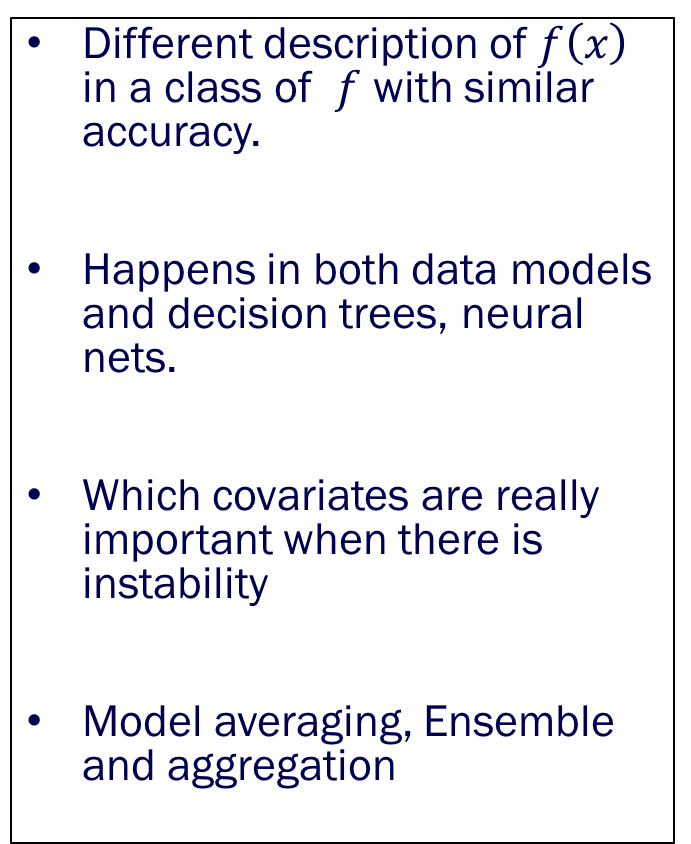 • Different description of f(x)
in a class of f with similar
accuracy.
• Happens in both data models
and decision trees, neural
nets.
• Which covariates are really
important when there is
instability
• Model averaging, Ensemble
and aggregation